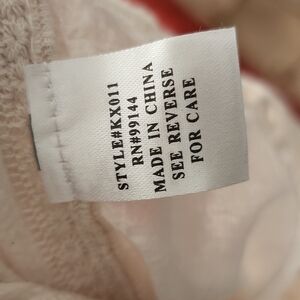 STYLE#KX011
RN#99144
MADE IN CHINA
SEE REVERSE
FOR CARE